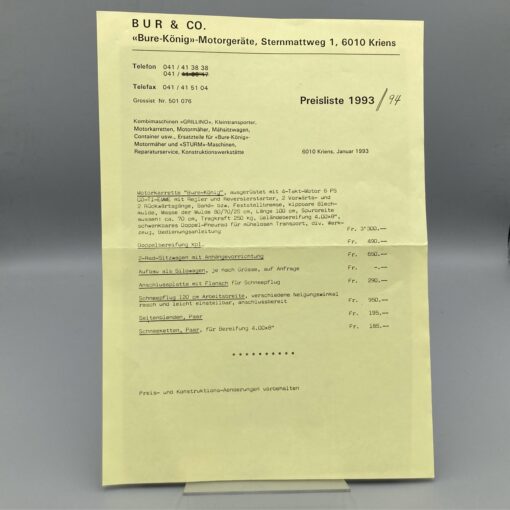 BUR & CO.
«Bure-König»-Motorgeräte, Sternmattweg 1, 6010 Kriens
Telefon 041 / 41 38 38
041 /
Telefax 041 / 41 51 04
Grossist Nr. 501 076
Preisliste 1993 / 94
Kombimaschinen «GRILLINO», Kleintransporter,
Motorkarretten, Motormäher, Mähsitzwagen,
Container usw., Ersatzteile für «Bure-König»-
Motormäher und «STURM»-Maschinen,
Reparaturservice, Konstruktionswerkstätte
6010 Kriens, Januar 1993
Motorkarrette "Bure-König", ausgerüstet mit 4-Takt-Motor 5 PS
mit Regler und Reversierstarter, 2 Vorwärts- und
2 Rückwärtsgänge, Band- bzw. Feststellbremse, kippbare Blech-
mulde, Masse der Mulde 80/70/25 cm, Länge 100 cm, Spurbreite
aussen: ca. 70 cm, Tragkraft 250 kg, Geländebereifung 4.00x8",
schwenkbares Doppel-Pneurad für mühelosen Transport, div. Werk-
zeug, Bedienungsanleitung Fr. 3'900.--
Doppelbereifung kpl. Fr. 490.--
2-Rad-Sitzwagen mit Anhängevorrichtung Fr. 650.--
Aufbau als Silowagen, je nach Grösse, auf Anfrage Fr. -.--
Anschlussplatte mit Flansch für Schneepflug Fr. 290.--
Schneepflug 120 cm Arbeitsbreite, verschiedene Neigungswinkel
rasch und leicht einstellbar, anschlussbereit Fr. 950.--
Seitenblenden, Paar Fr. 195.--
Schneeketten, Paar, für Bereifung 4.00x8" Fr. 185.--
* * * * * * * * * *
Preis- und Konstruktions-Aenderungen vorbehalten